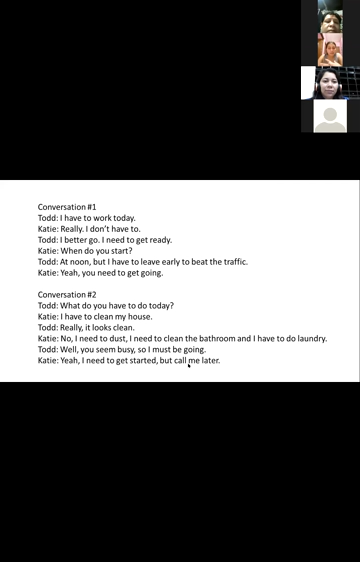 Conversation #1
Todd: I have to work today.
Katie: Really. I don't have to.
Todd: I better go. I need to get ready.
Katie: When do you start?
Todd: At noon, but I have to leave early to beat the traffic.
Katie: Yeah, you need to get going.
Conversation #2
Todd: What do you have to do today?
Katie: I have to clean my house.
Todd: Really, it looks clean.
Katie: No, I need to dust, I need to clean the bathroom and I have to do laundry.
Todd: Well, you seem busy, so I must be going.
Katie: Yeah, I need to get started, but call me later.